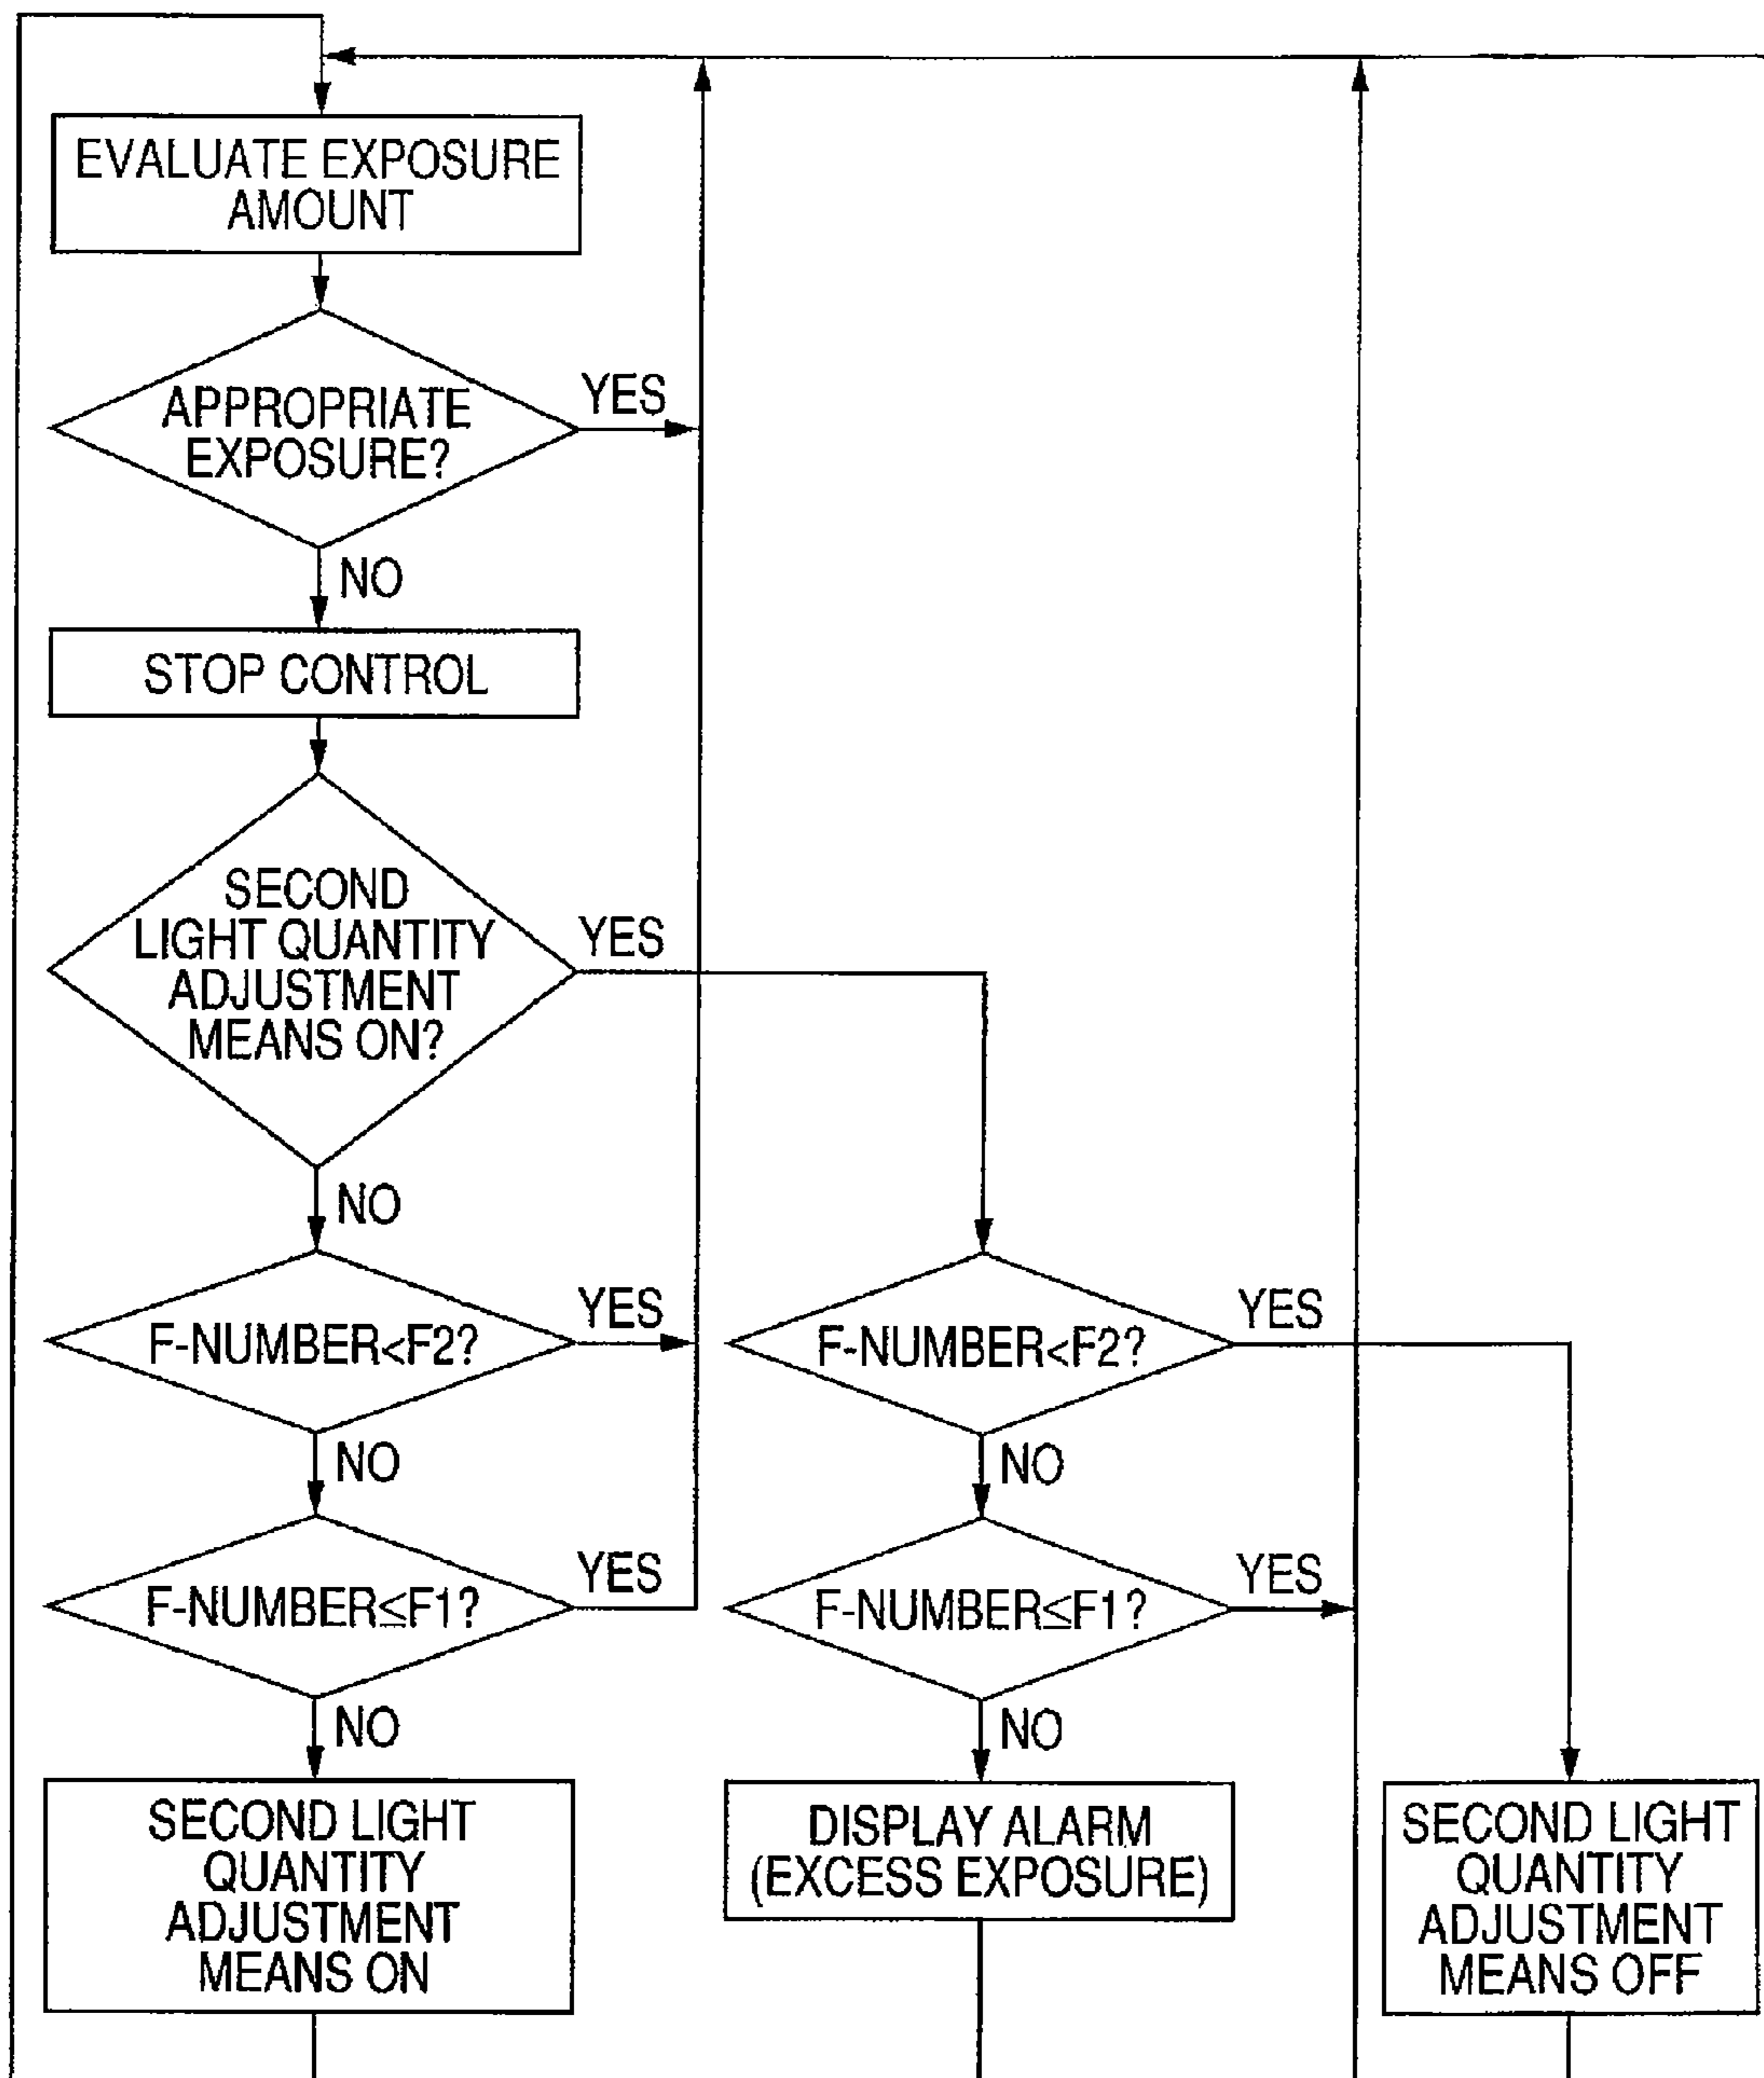 EVALUATE EXPOSURE
AMOUNT
APPROPRIATE
EXPOSURE?
YES
NO
STOP CONTROL
SECOND
LIGHT QUANTITY
ADJUSTMENT
MEANS ON?
YES
NO
F-NUMBER<F2?
YES
NO
F-NUMBER≦F1?
YES
NO
SECOND LIGHT
QUANTITY
ADJUSTMENT
MEANS ON
F-NUMBER<F2?
YES
NO
F-NUMBER≦F1?
YES
NO
DISPLAY ALARM
(EXCESS EXPOSURE)
SECOND LIGHT
QUANTITY
ADJUSTMENT
MEANS OFF